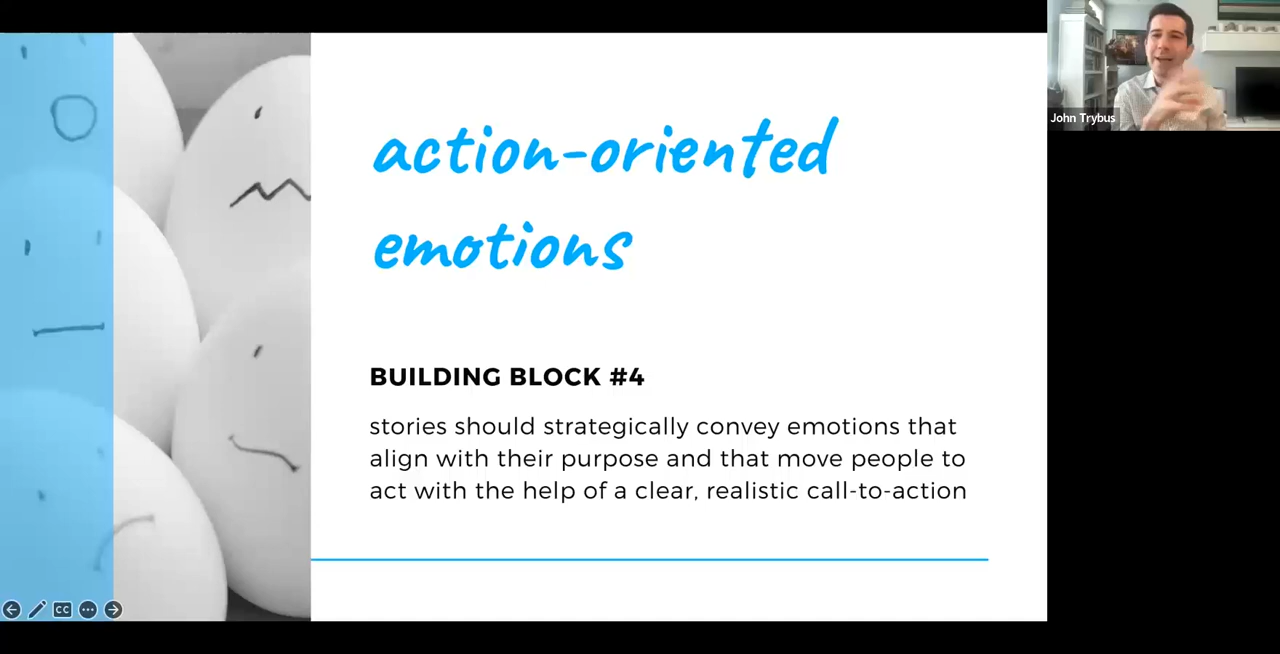 action-oriented
emotions
BUILDING BLOCK #4
stories should strategically convey emotions that
align with their purpose and that move people to
act with the help of a clear, realistic call-to-action
John Trybus
CC